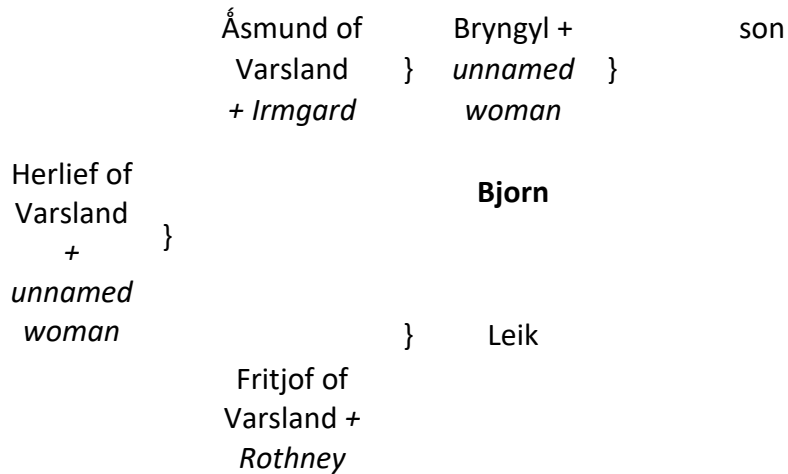 Åsmund of
Varsland
+ Irmgard
}
Bryngyl +
unnamed
woman
}
son
Herlief of
Varsland
+
unnamed
woman
}
Bjorn
}
Leik
Fritjof of
Varsland +
Rothney